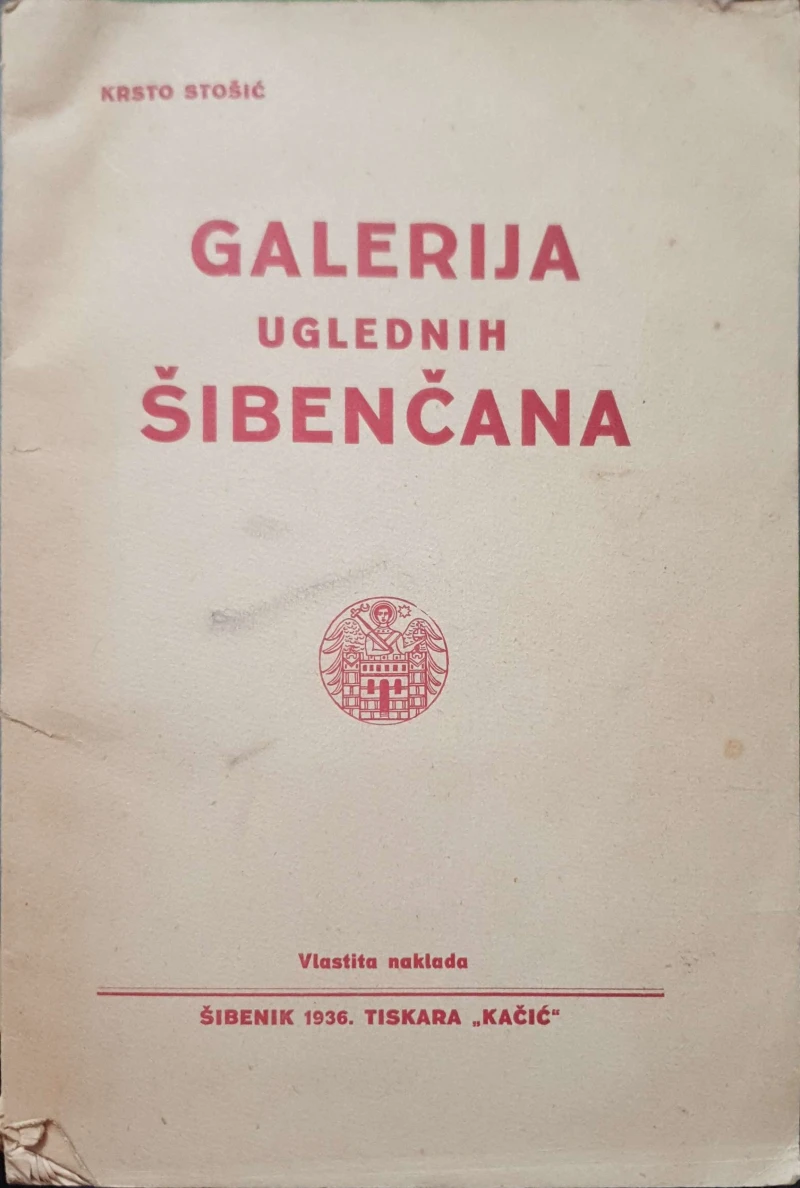 KRSTO STOŠIĆ
GALERIJA
UGLEDNIH
ŠIBENČANA
Vlastita naklada
ŠIBENIK 1936. TISKARA „KAČIĆ“